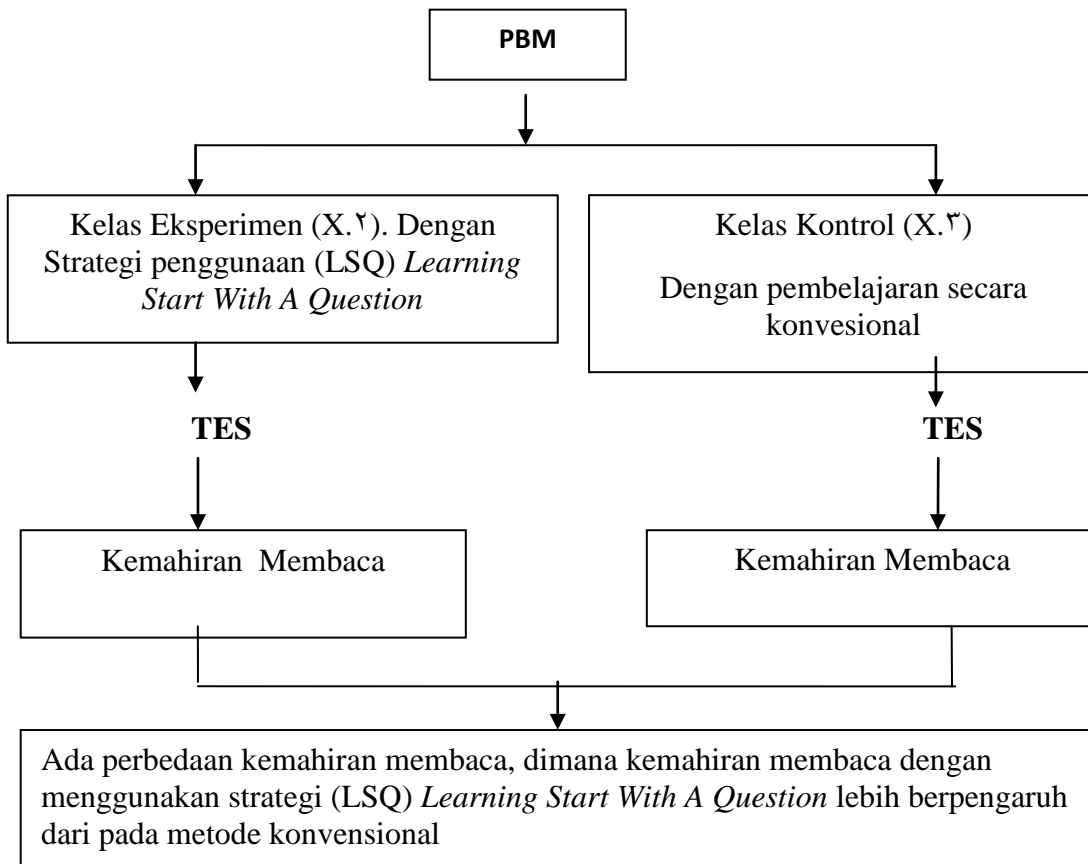 PBM
Kelas Eksperimen (X.٢). Dengan
Strategi penggunaan (LSQ) Learning
Start With A Question
Kelas Kontrol (X.٣)
Dengan pembelajaran secara
konvesional
TES
TES
Kemahiran  Membaca
Kemahiran Membaca
Ada perbedaan kemahiran membaca, dimana kemahiran membaca dengan
menggunakan strategi (LSQ) Learning Start With A Question lebih berpengaruh
dari pada metode konvensional